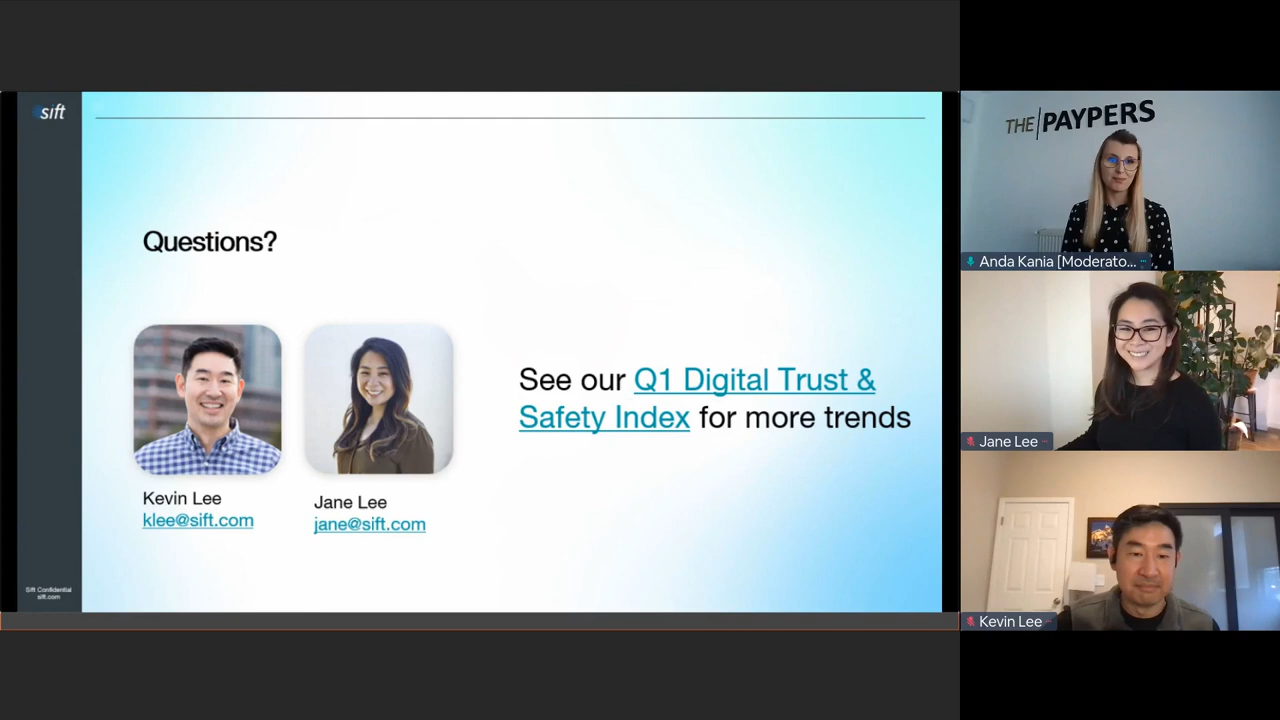 sift
Questions?
See our Q1 Digital Trust &
Safety Index for more trends
Kevin Lee
klee@sift.com
Jane Lee
jane@sift.com
Sift Confidential
sift.com
THE PAYPERS
Anda Kania [Moderato...
Jane Lee
Kevin Lee